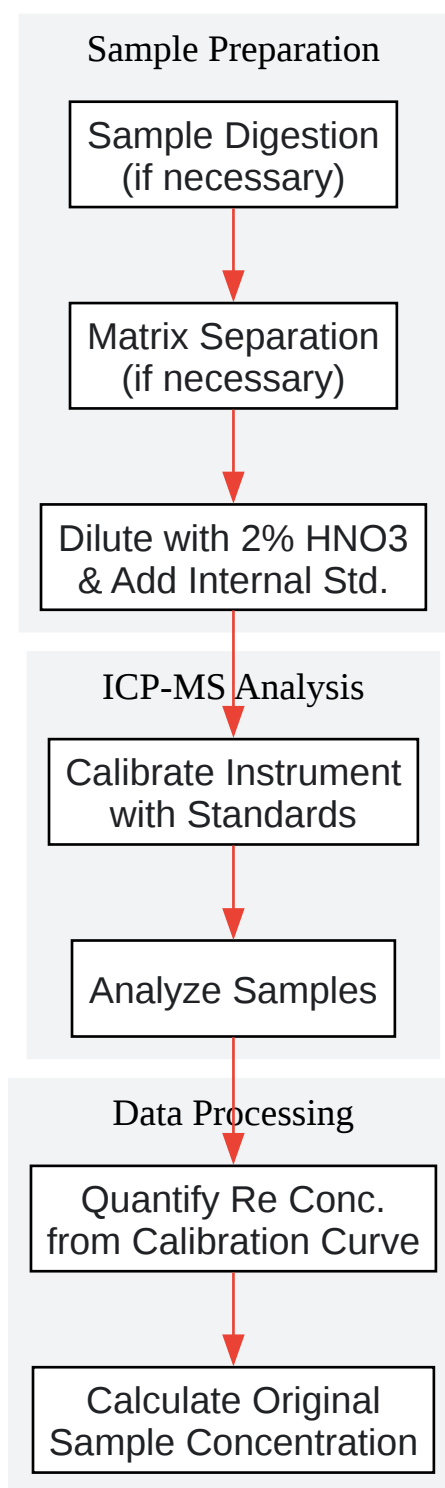 Sample Preparation
Sample Digestion
(if necessary)
Matrix Separation
(if necessary)
Dilute with 2% HNO3
& Add Internal Std.
ICP-MS Analysis
Calibrate Instrument
with Standards
Analyze Samples
Data Processing
Quantify Re Conc.
from Calibration Curve
Calculate Original
Sample Concentration